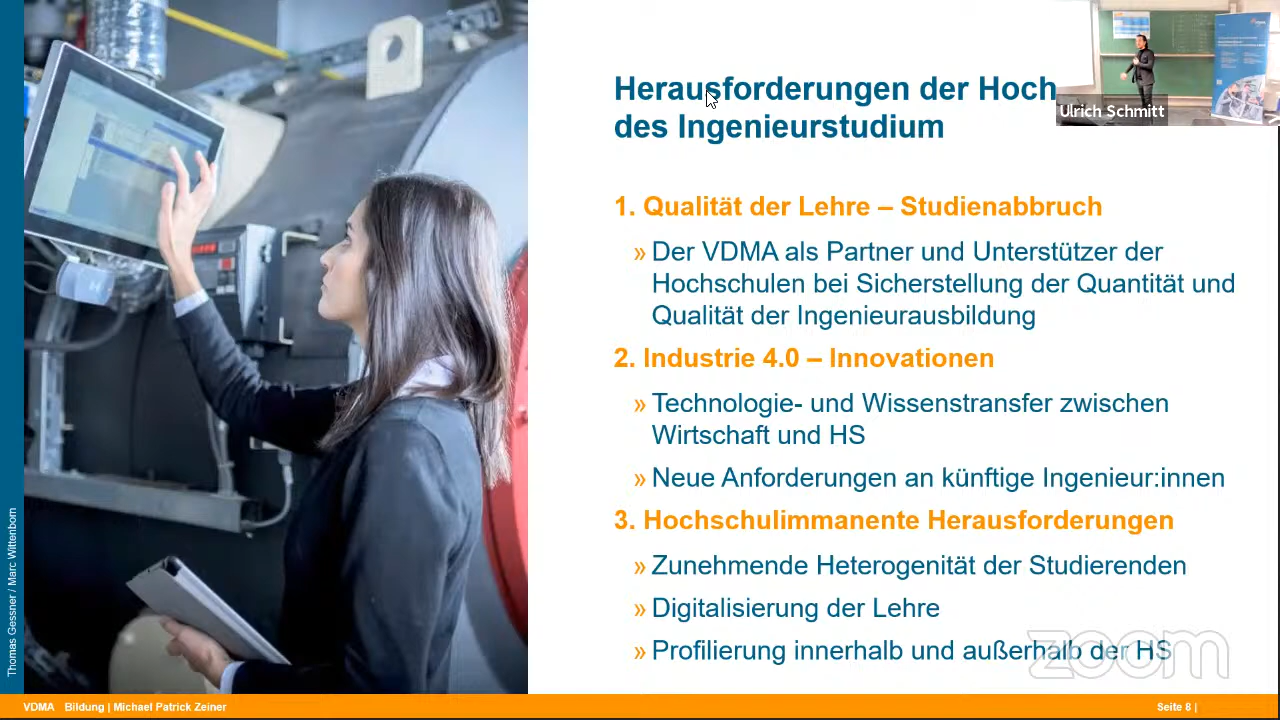 Herausforderungen der Hoch
des Ingenieurstudium
Ulrich Schmitt
1. Qualität der Lehre – Studienabbruch
» Der VDMA als Partner und Unterstützer der
Hochschulen bei Sicherstellung der Quantität und
Qualität der Ingenieurausbildung
2. Industrie 4.0 – Innovationen
» Technologie- und Wissenstransfer zwischen
Wirtschaft und HS
» Neue Anforderungen an künftige Ingenieur:innen
3. Hochschulimmanente Herausforderungen
» Zunehmende Heterogenität der Studierenden
» Digitalisierung der Lehre
» Profilierung innerhalb und außerhalb der HS
zoom
Thomas Gessner / Marc Wittenborn
VDMA Bildung | Michael Patrick Zeiner
Seite 8 |